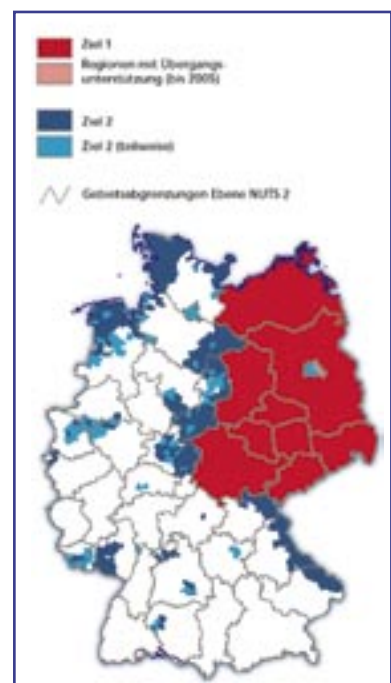 Ziel 1
Regionen mit Übergangs-
unterstützung (bis 2005)
Ziel 2
Ziel 2 (teilweise)
Gebietsabgrenzungen Ebene NUTS 2